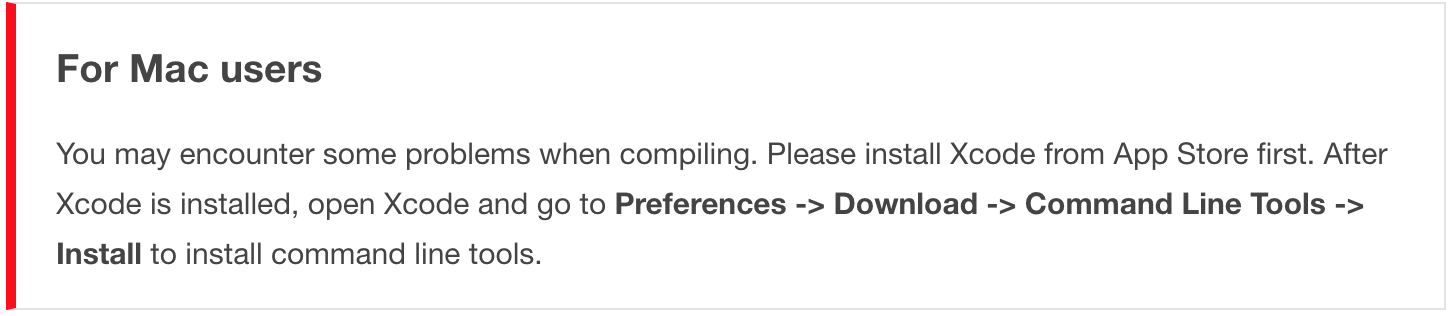 For Mac users
You may encounter some problems when compiling. Please install Xcode from App Store first. After
Xcode is installed, open Xcode and go to Preferences -> Download -> Command Line Tools ->
Install to install command line tools.